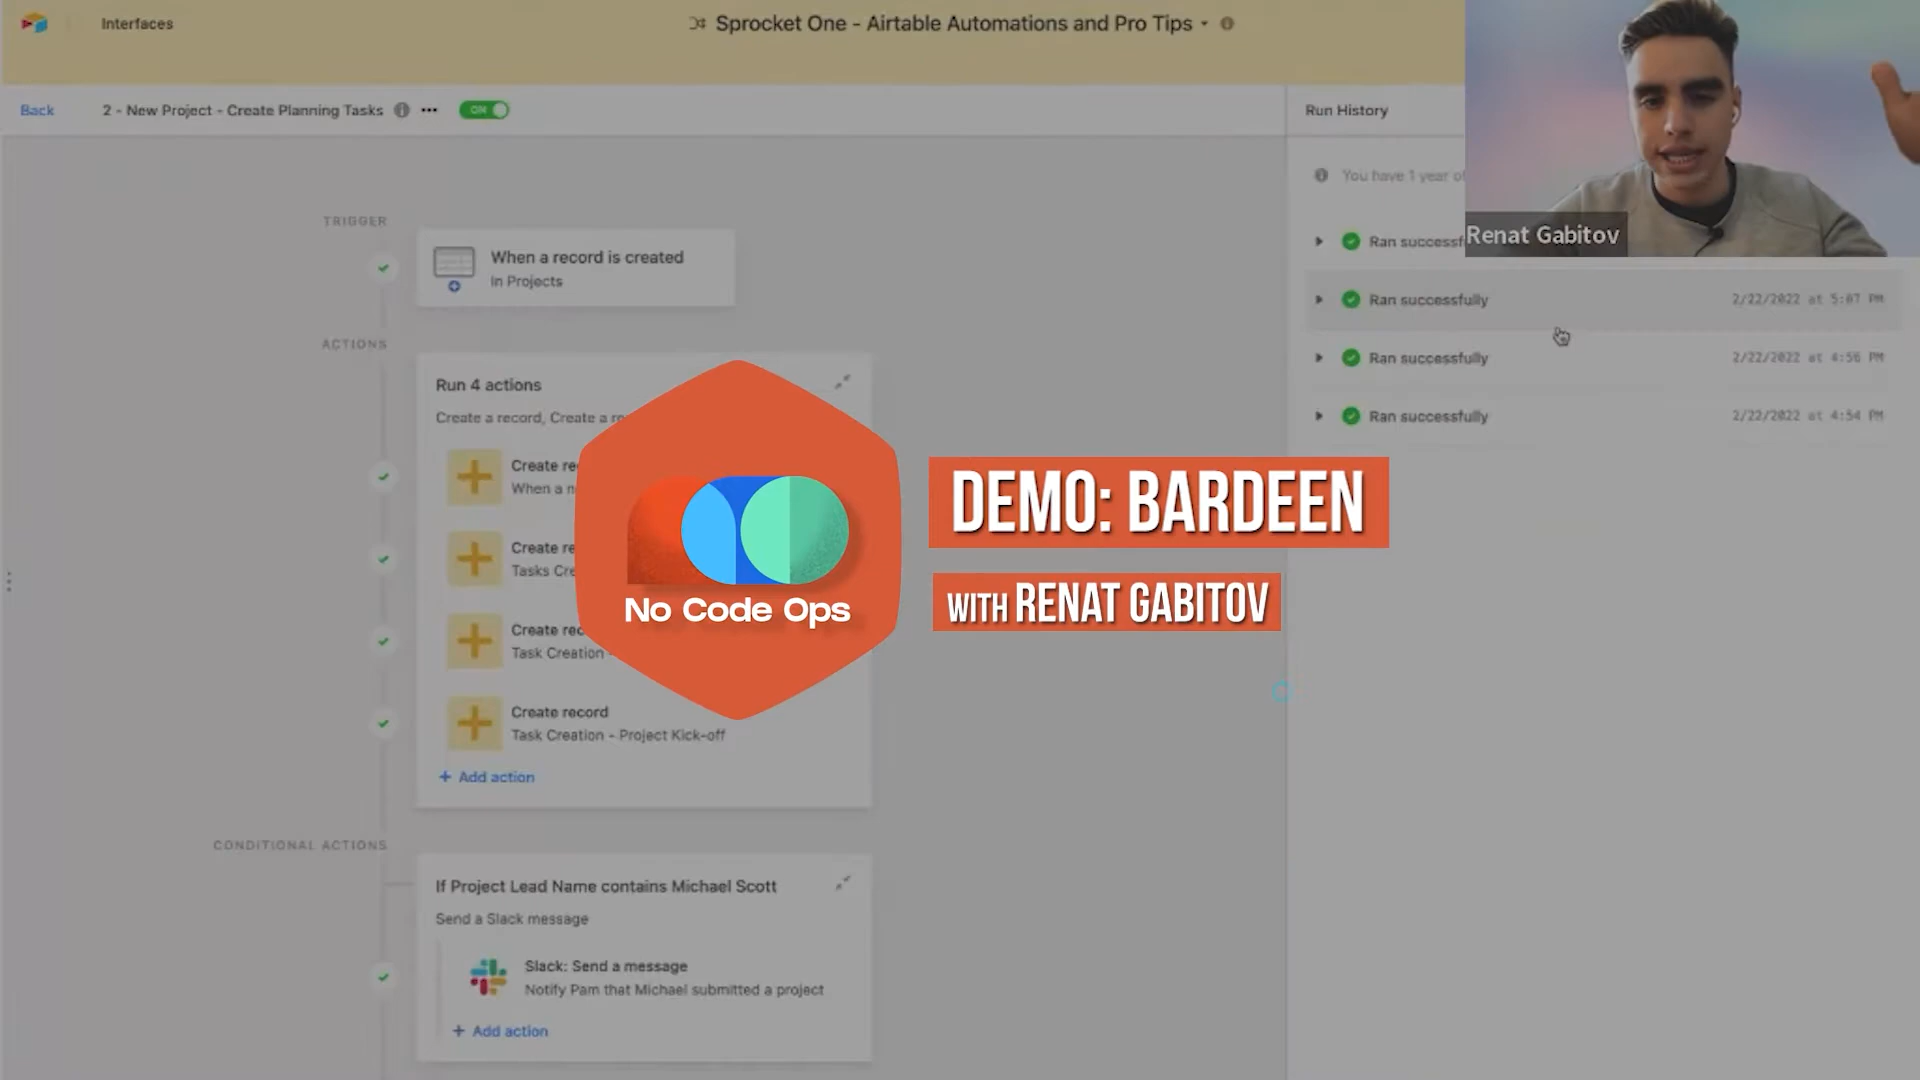 Interfaces
Sprocket One - Airtable Automations and Pro Tips
Back
2 - New Project - Create Planning Tasks
ON
Run History
You have 1 year of
TRIGGER
When a record is created
in Projects
Ran successf
Renat Gabitov
Ran successfully
2/22/2022 at 5:07 PM
Ran successfully
2/22/2022 at 4:56 PM
Ran successfully
2/22/2022 at 4:54 PM
ACTIONS
Run 4 actions
Create a record, Create a re
Create re
When a n
Create re
Tasks Cre
Create rec
Task Creation -
Create record
Task Creation - Project Kick-off
+ Add action
No Code Ops
DEMO: BARDEEN
WITH RENAT GABITOV
CONDITIONAL ACTIONS
If Project Lead Name contains Michael Scott
Send a Slack message
Slack: Send a message
Notify Pam that Michael submitted a project
+ Add action